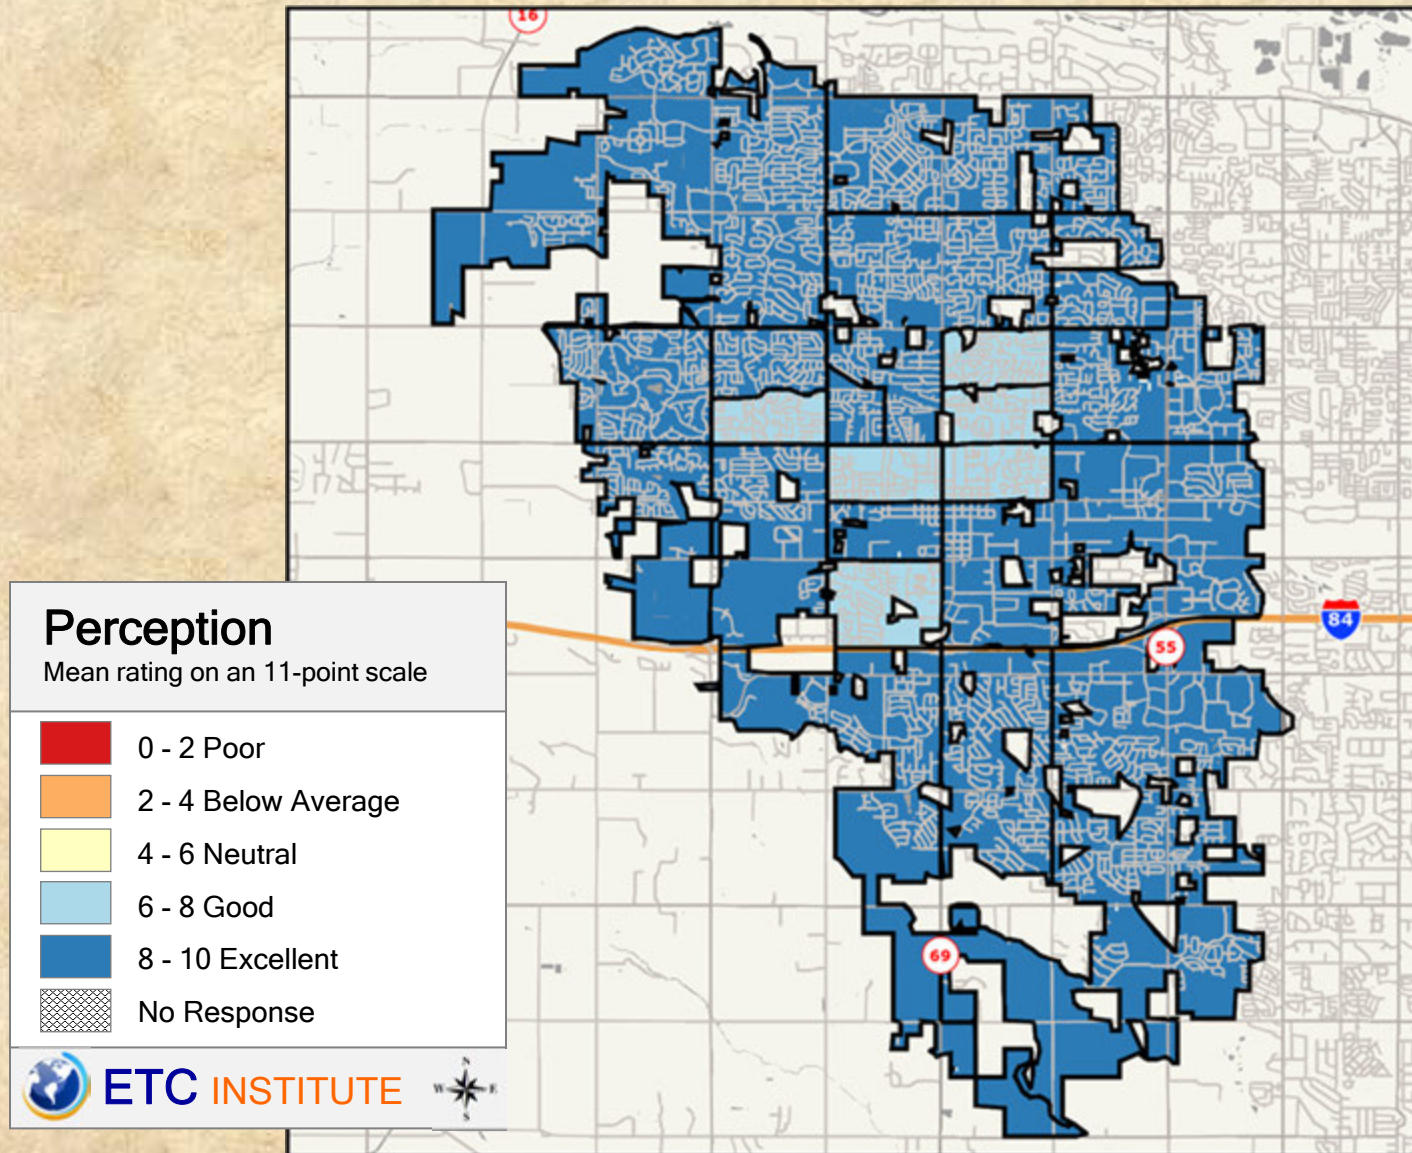 16
84
55
69
Perception
Mean rating on an 11-point scale
0 - 2 Poor
2 - 4 Below Average
4 - 6 Neutral
6 - 8 Good
8 - 10 Excellent
No Response
ETC INSTITUTE
N
W E
S